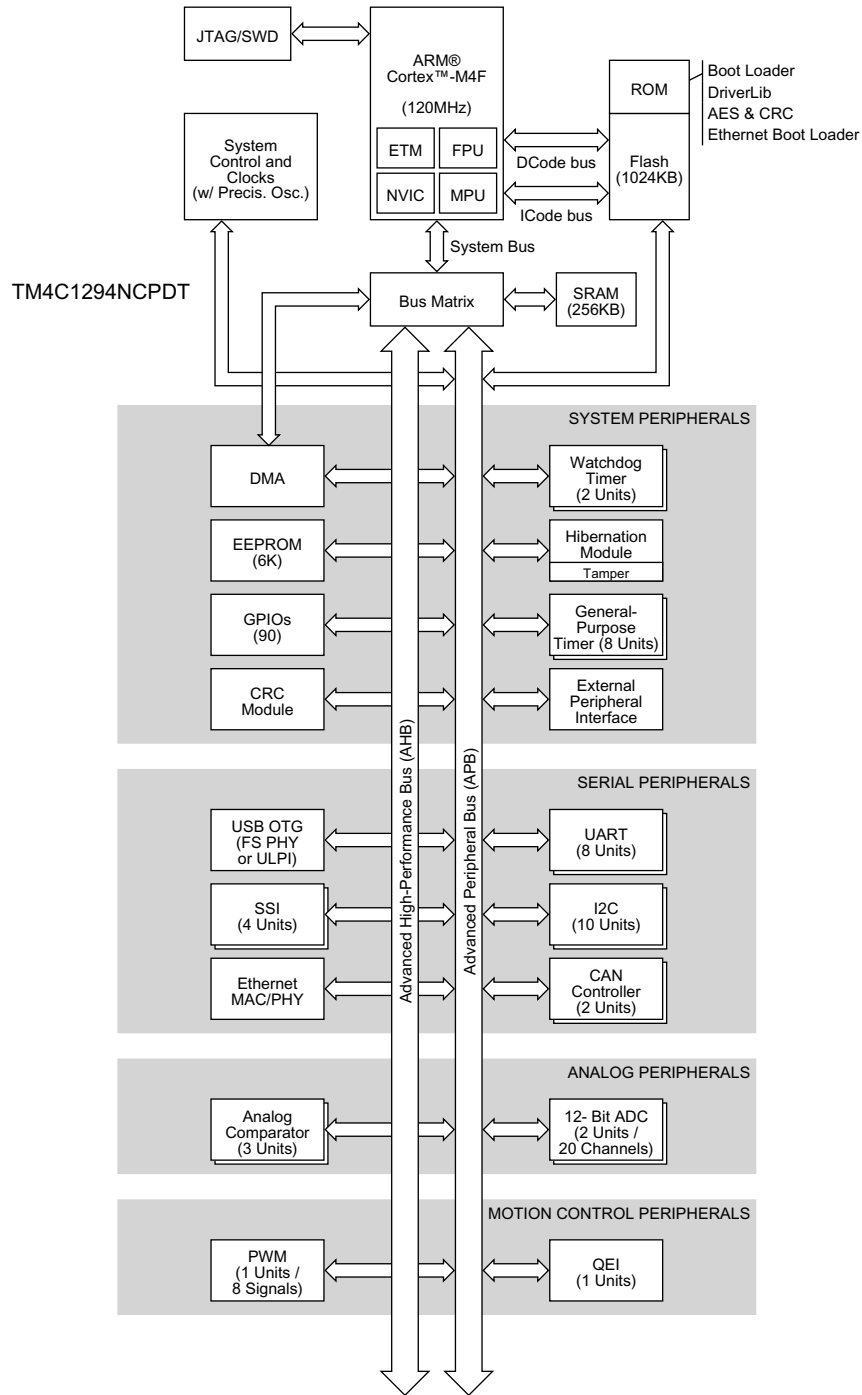 JTAG/SWD
ARM®
Cortex™-M4F
(120MHz)
ETM
FPU
NVIC
MPU
System
Control and
Clocks
(w/ Precis. Osc.)
ROM
Flash
(1024KB)
Boot Loader
DriverLib
AES & CRC
Ethernet Boot Loader
DCode bus
ICode bus
System Bus
TM4C1294NCPDT
Bus Matrix
SRAM
(256KB)
SYSTEM PERIPHERALS
DMA
Watchdog
Timer
(2 Units)
EEPROM
(6K)
Hibernation
Module
Tamper
GPIOs
(90)
General-
Purpose
Timer (8 Units)
CRC
Module
External
Peripheral
Interface
Advanced High-Performance Bus (AHB)
Advanced Peripheral Bus (APB)
SERIAL PERIPHERALS
USB OTG
(FS PHY
or ULPI)
UART
(8 Units)
SSI
(4 Units)
I2C
(10 Units)
Ethernet
MAC/PHY
CAN
Controller
(2 Units)
ANALOG PERIPHERALS
Analog
Comparator
(3 Units)
12- Bit ADC
(2 Units /
20 Channels)
MOTION CONTROL PERIPHERALS
PWM
(1 Units /
8 Signals)
QEI
(1 Units)